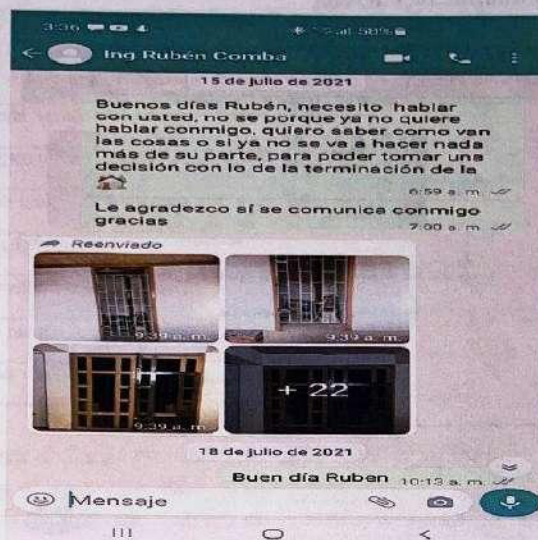 3:36
58%
Ing Rubén Comba
15 de julio de 2021
Buenos días Rubén, necesito hablar
con usted, no se porque ya no quiere
hablar conmigo, quiero saber como van
las cosas o si ya no se va a hacer nada
más de su parte, para poder tomar una
decisión con lo de la terminación de la
🏠
6:59 a. m.
Le agradezco si se comunica conmigo
gracias
7:00 a. m.
Reenviado
9:39 a. m.
9:39 a. m.
9:39 a. m.
+ 22
18 de julio de 2021
Buen día Ruben 10:13 a. m.
Mensaje